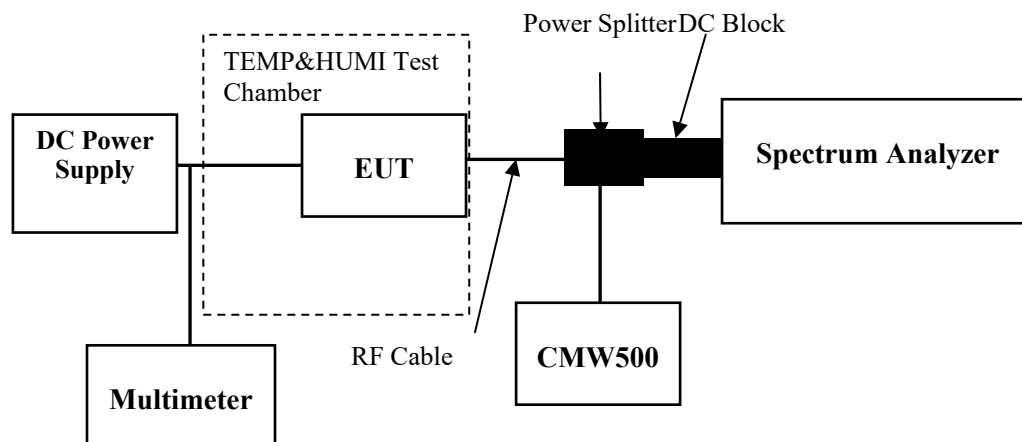 Power SplitterDC Block
TEMP&HUMI Test
Chamber
DC Power
Supply
EUT
Spectrum Analyzer
RF Cable
CMW500
Multimeter